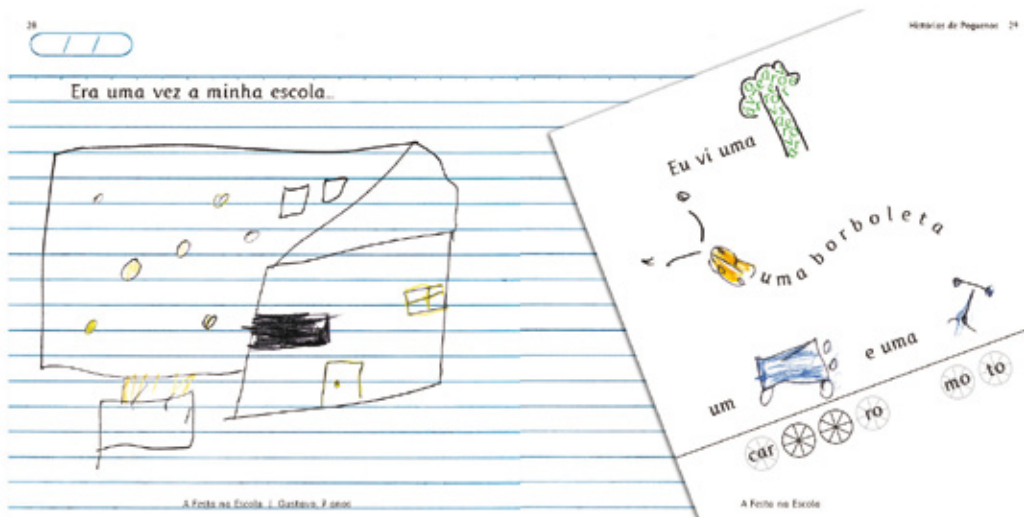 28
/ /
Era uma vez a minha escola...
A Festa na Escola | Gustavo, 7 anos
Histórias de Pequenos 29
Eu vi uma
uma borboleta
um
e uma
car ro
mo to
A Festa na Escola